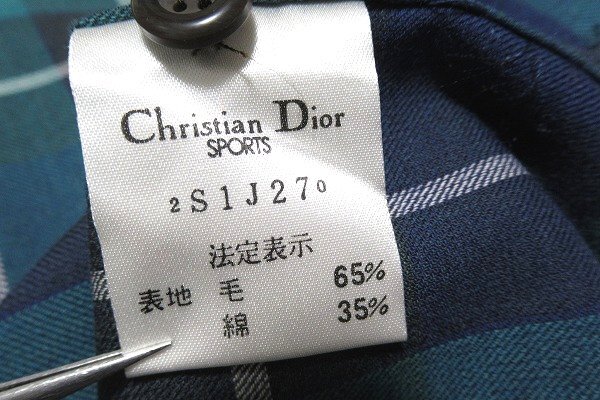 Christian Dior
SPORTS
2S1J270
法定表示
表地 毛 65%
綿 35%